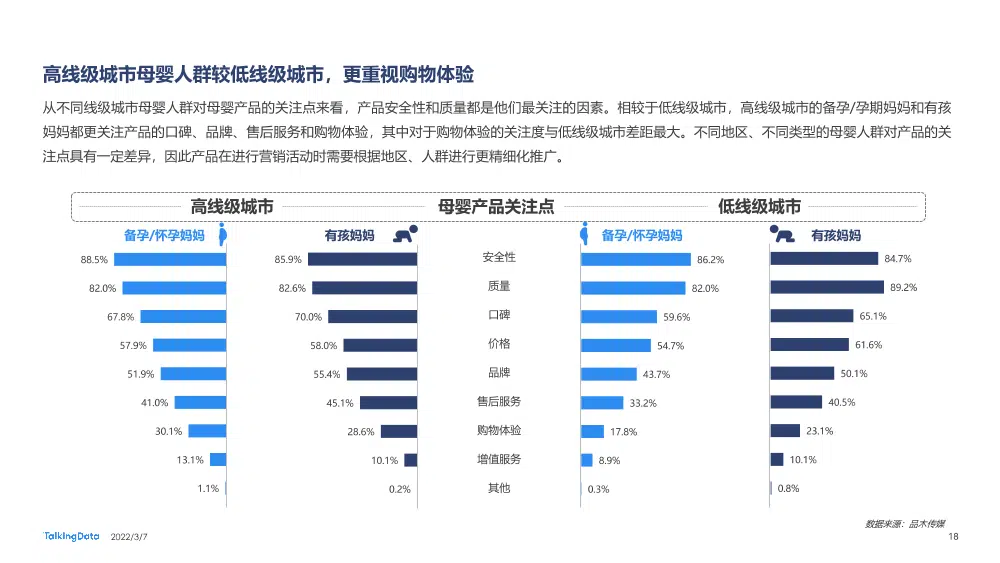 高线级城市母婴人群较低线级城市，更重视购物体验
从不同线级城市母婴人群对母婴产品的关注点来看，产品安全性和质量都是他们最关注的因素。相较于低线级城市，高线级城市的备孕/孕期妈妈和有孩
妈妈都更关注产品的口碑、品牌、售后服务和购物体验，其中对于购物体验的关注度与低线级城市差距最大。不同地区、不同类型的母婴人群对产品的关
注点具有一定差异，因此产品在进行营销活动时需要根据地区、人群进行更精细化推广。
高线级城市 母婴产品关注点 低线级城市
备孕/怀孕妈妈 有孩妈妈 备孕/怀孕妈妈 有孩妈妈
88.5% 85.9% 安全性 86.2% 84.7%
82.0% 82.6% 质量 82.0% 89.2%
67.8% 70.0% 口碑 59.6% 65.1%
57.9% 58.0% 价格 54.7% 61.6%
51.9% 55.4% 品牌 43.7% 50.1%
41.0% 45.1% 售后服务 33.2% 40.5%
30.1% 28.6% 购物体验 17.8% 23.1%
13.1% 10.1% 增值服务 8.9% 10.1%
1.1% 0.2% 其他 0.3% 0.8%
数据来源：品木传媒
TalkingData 2022/3/7 18